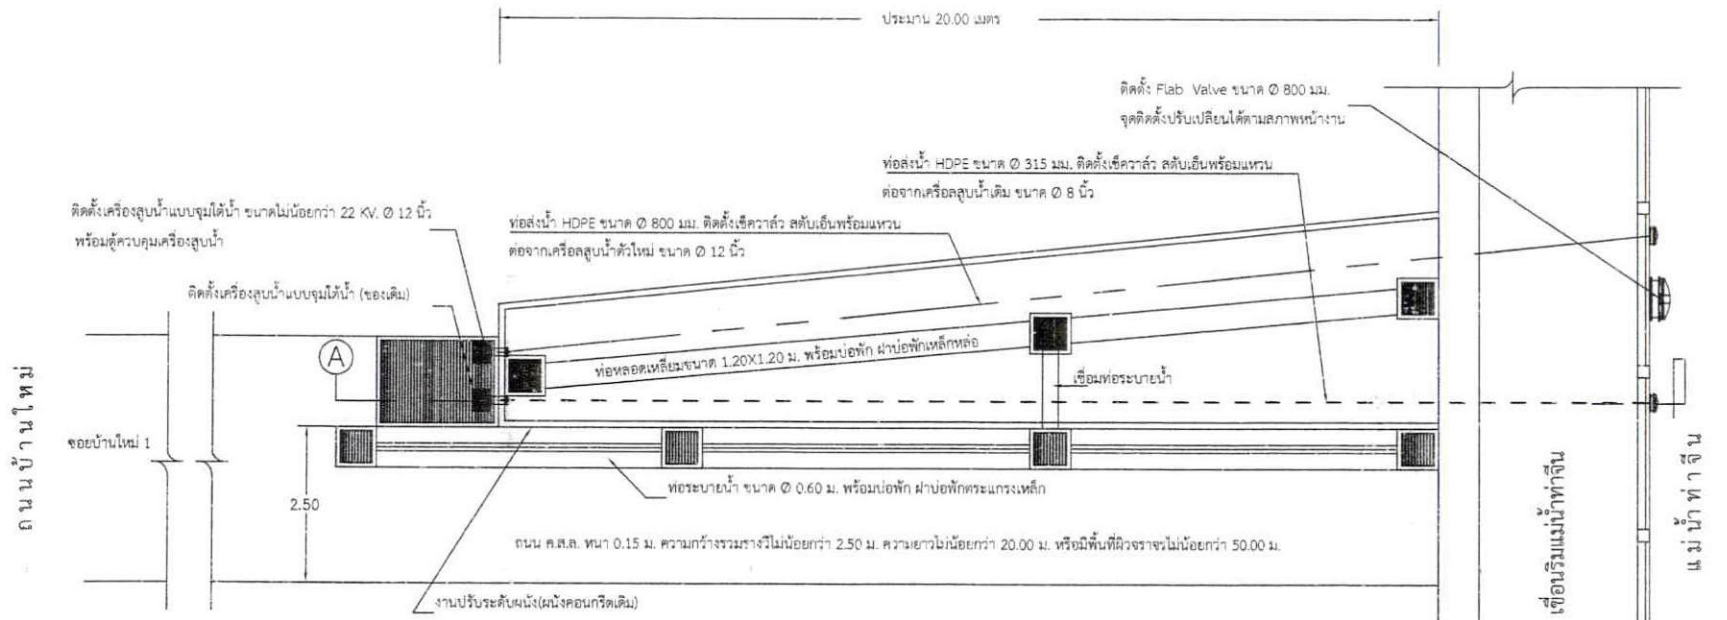 ประมาน 20.00 เมตร
ติดตั้ง Flab Valve ขนาด Ø 800 มม.
จุดติดตั้งปรับเปลี่ยนได้ตามสภาพหน้างาน
ท่อส่งน้ำ HDPE ขนาด Ø 315 มม. ติดตั้งเช็ควาล์ว สตับเอ็นพร้อมแหวน
ต่อจากเครื่อลสูบน้ำเดิม ขนาด Ø 8 นิ้ว
ติดตั้งเครื่องสูบน้ำแบบจุมใต้น้ำ ขนาดไม่น้อยกว่า 22 KV. Ø 12 นิ้ว
พร้อมตู้ควบคุมเครื่องสูบน้ำ
ท่อส่งน้ำ HDPE ขนาด Ø 800 มม. ติดตั้งเช็ควาล์ว สตับเอ็นพร้อมแหวน
ต่อจากเครื่อลสูบน้ำตัวใหม่ ขนาด Ø 12 นิ้ว
ติดตั้งเครื่องสูบน้ำแบบจุมใต้น้ำ (ของเดิม)
A
ท่อหลอดเหลี่ยมขนาด 1.20X1.20 ม. พร้อมบ่อพัก ฝาบ่อพักเหล็กหล่อ
เชื่อมท่อระบายน้ำ
ถนนบ้านใหม่
ซอยบ้านใหม่ 1
ท่อระบายน้ำ ขนาด Ø 0.60 ม. พร้อมบ่อพัก ฝาบ่อพักตระแกรงเหล็ก
2.50
ถนน ค.ส.ล. หนา 0.15 ม. ความกว้างรวมรางวีไม่น้อยกว่า 2.50 ม. ความยาวไม่น้อยกว่า 20.00 ม. หรือมีพื้นที่ผิวจราจรไม่น้อยกว่า 50.00 ม.
งานปรับระดับผนัง(ผนังคอนกรีตเดิม)
เขื่อนริมแม่น้ำท่าจีน
แม่น้ำท่าจีน